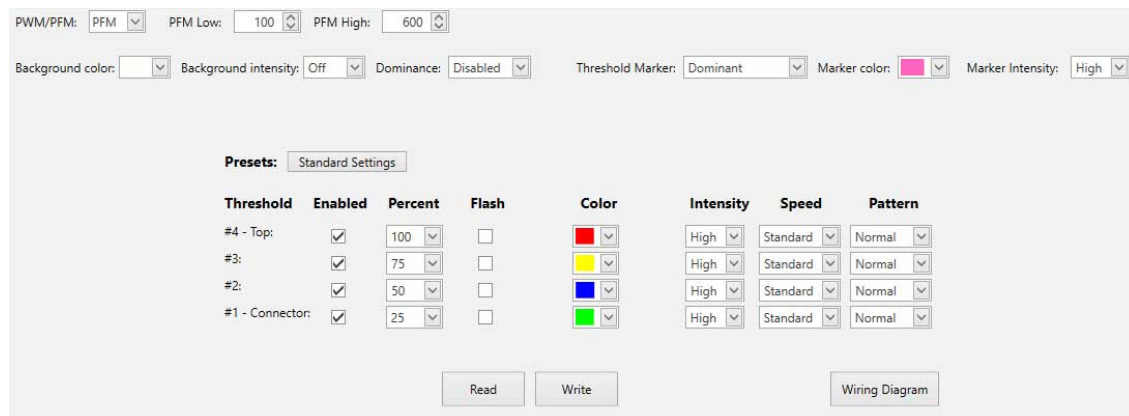 PWM/PFM: PFM PFM Low: 100 PFM High: 600
Background color: Background intensity: Off Dominance: Disabled Threshold Marker: Dominant Marker color: Marker Intensity: High
Presets: Standard Settings
Threshold Enabled Percent Flash Color Intensity Speed Pattern
#4 - Top: 100 High Standard Normal
#3: 75 High Standard Normal
#2: 50 High Standard Normal
#1 - Connector: 25 High Standard Normal
Read Write Wiring Diagram